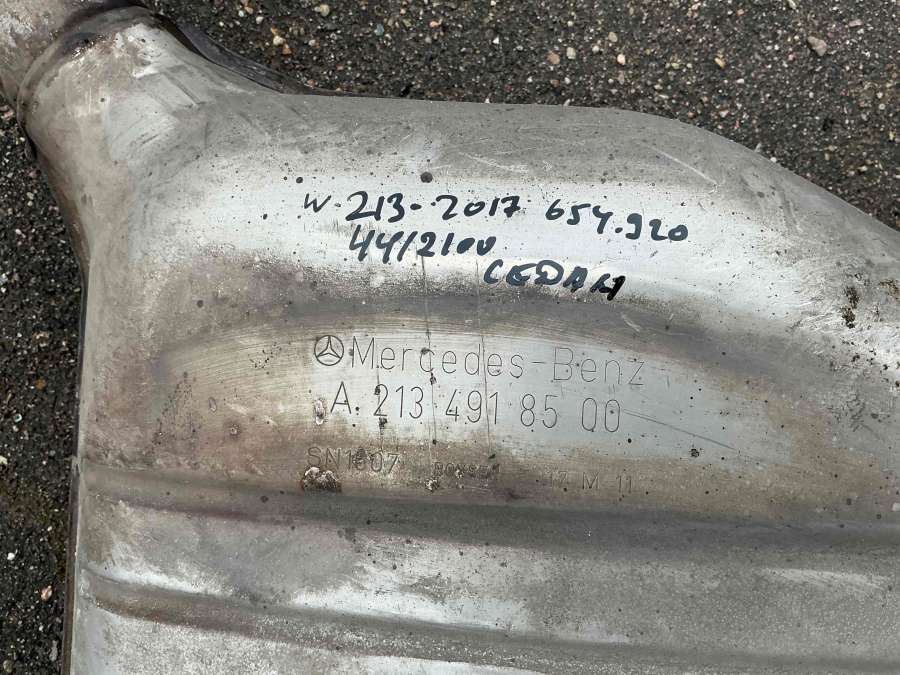 W-213-2017 654.920
44/2100
СЕДАН
Mercedes-Benz
A 213 491 85 00
SN1607 17 M 11